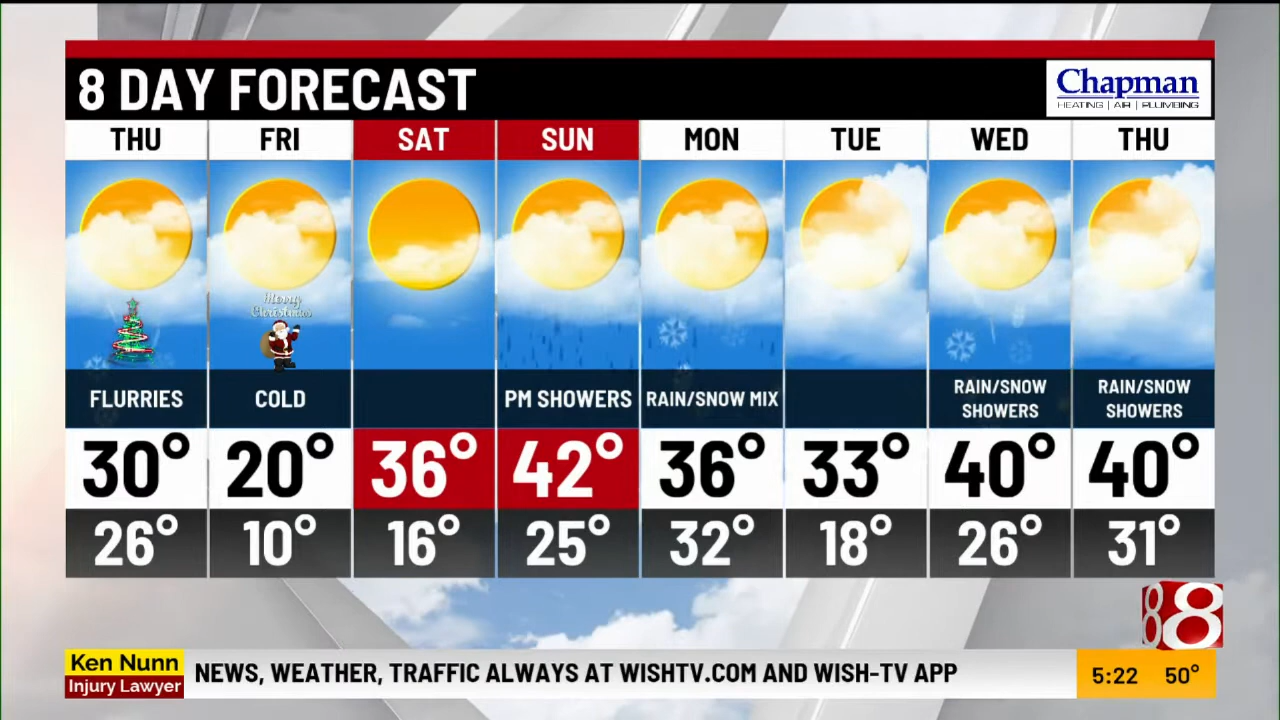 8 DAY FORECAST
Chapman
HEATING | AIR | PLUMBING
THU FRI SAT SUN MON TUE WED THU
Merry
Christmas
FLURRIES COLD PM SHOWERS RAIN/SNOW MIX RAIN/SNOW SHOWERS RAIN/SNOW SHOWERS
30° 20° 36° 42° 36° 33° 40° 40°
26° 10° 16° 25° 32° 18° 26° 31°
8 8
Ken Nunn
Injury Lawyer
NEWS, WEATHER, TRAFFIC ALWAYS AT WISHTV.COM AND WISH-TV APP
5:22 50°